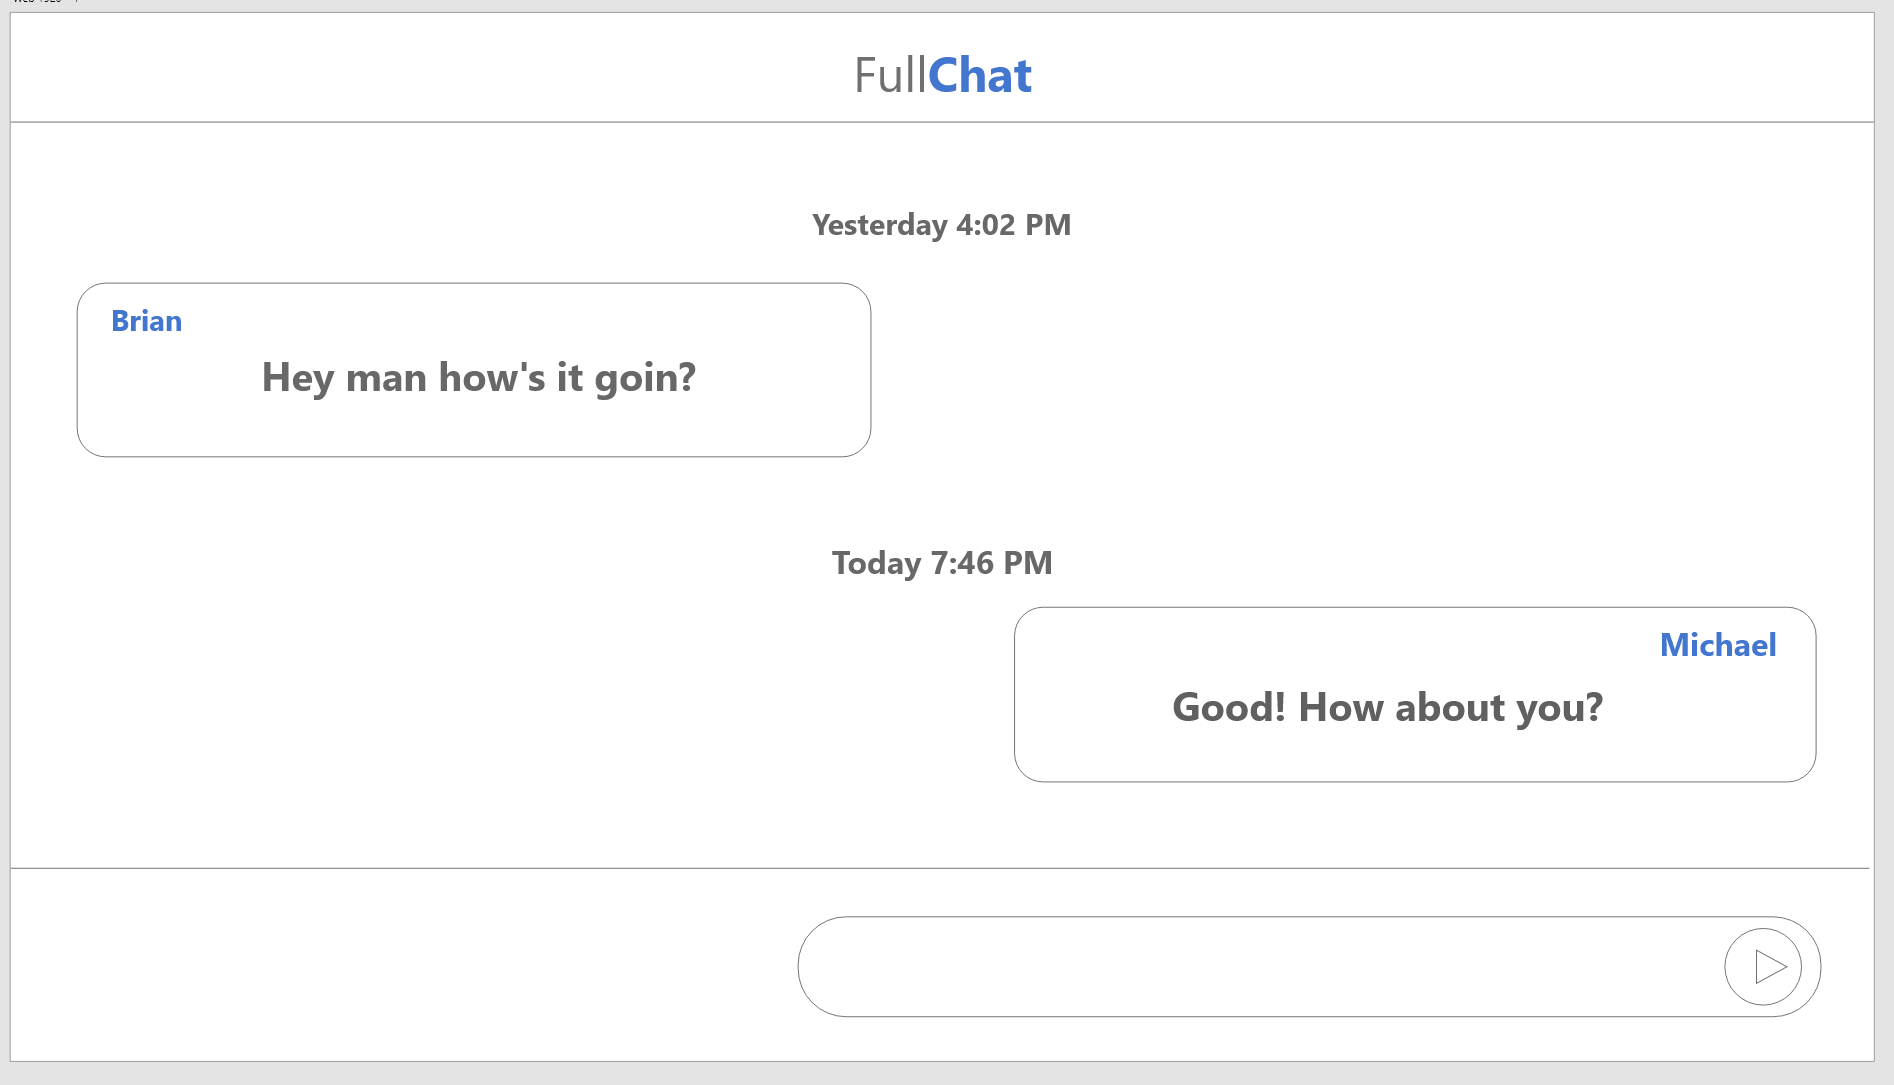 FullChat
Yesterday 4:02 PM
Brian
Hey man how's it goin?
Today 7:46 PM
Michael
Good! How about you?